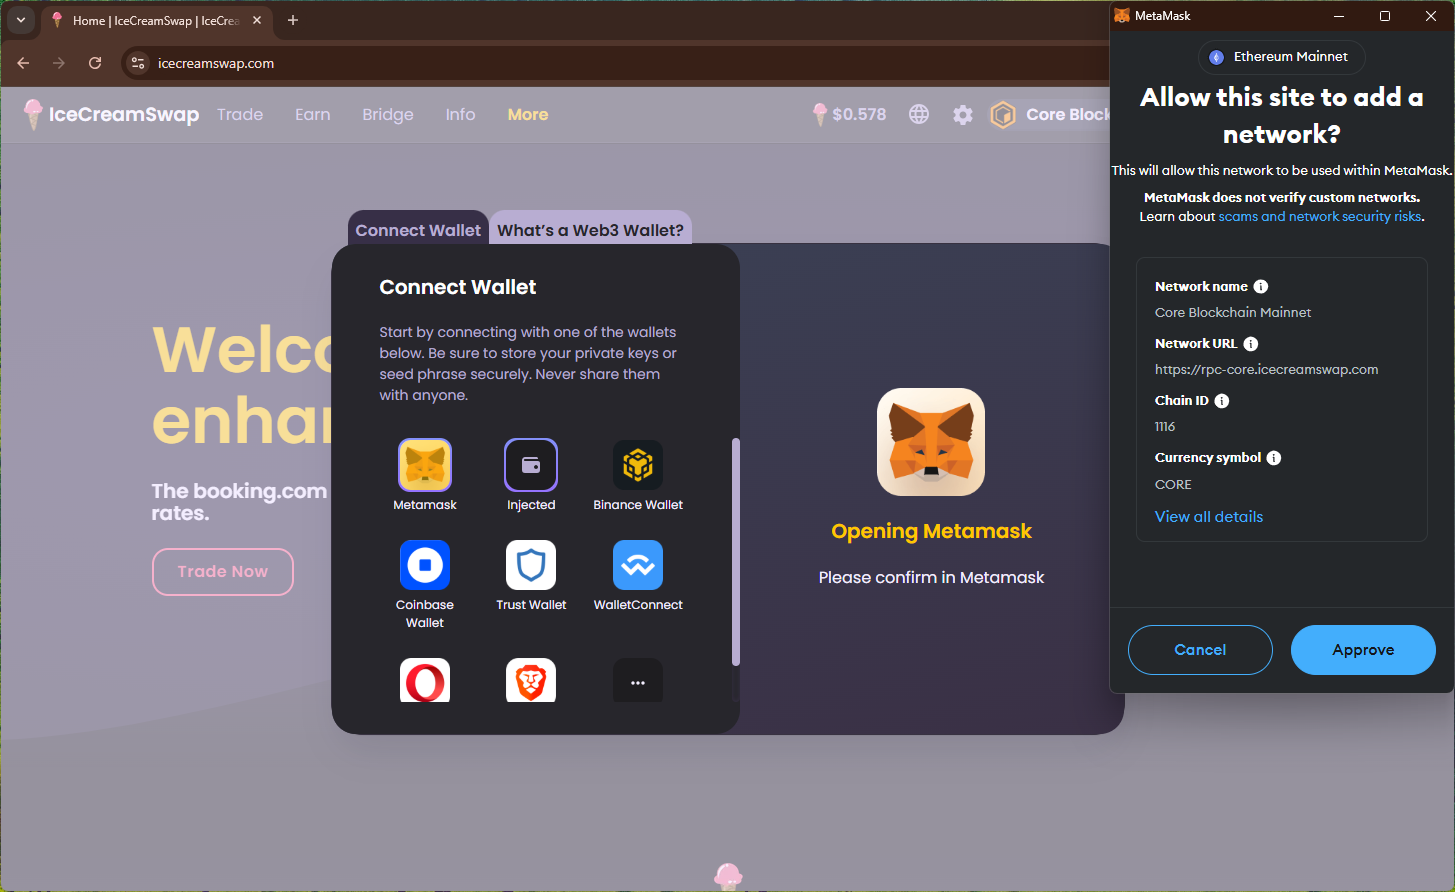 Home | IceCreamSwap | IceCrea
icecreamswap.com
IceCreamSwap
Trade
Earn
Bridge
Info
More
$0.578
Core Block
Welco
enhan
The booking.com
rates.
Trade Now
Connect Wallet
What's a Web3 Wallet?
Connect Wallet
Start by connecting with one of the wallets
below. Be sure to store your private keys or
seed phrase securely. Never share them
with anyone.
Metamask
Injected
Binance Wallet
Coinbase
Wallet
Trust Wallet
WalletConnect
Opening Metamask
Please confirm in Metamask
MetaMask
Ethereum Mainnet
Allow this site to add a
network?
This will allow this network to be used within MetaMask.
MetaMask does not verify custom networks.
Learn about scams and network security risks.
Network name
Core Blockchain Mainnet
Network URL
https://rpc-core.icecreamswap.com
Chain ID
1116
Currency symbol
CORE
View all details
Cancel
Approve